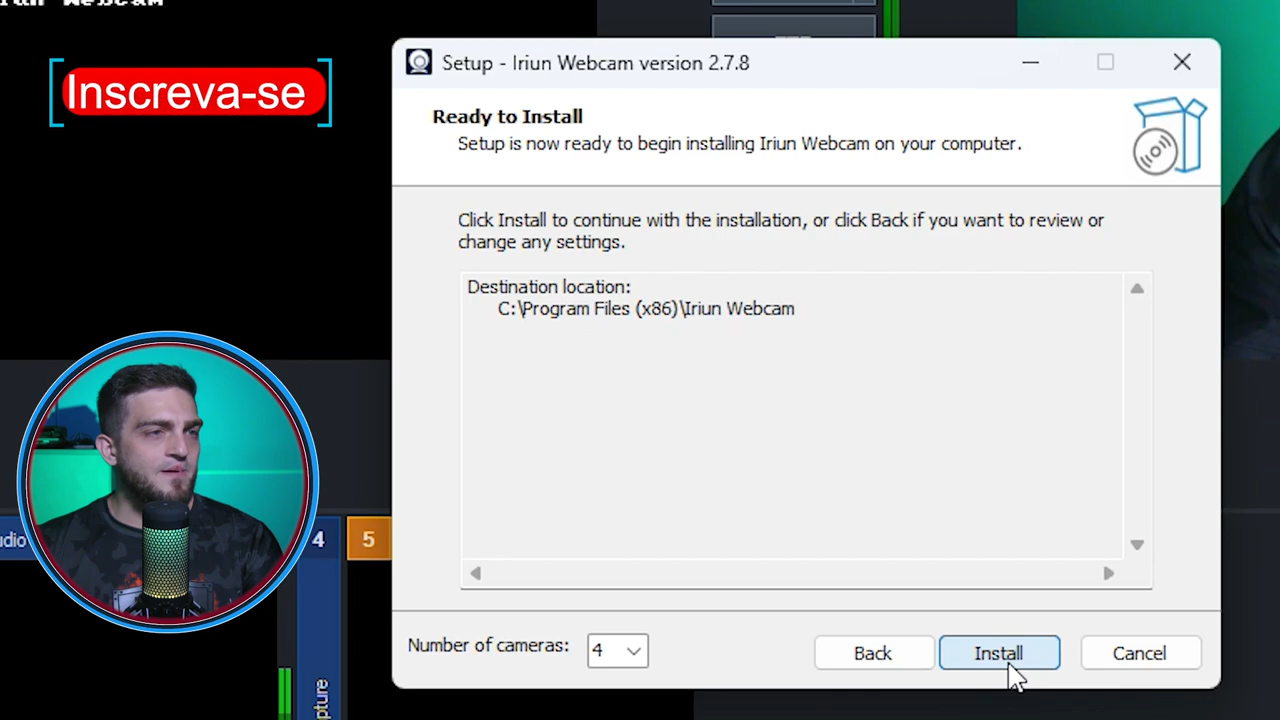 Inscreva-se
Setup - Iriun Webcam version 2.7.8
Ready to Install
Setup is now ready to begin installing Iriun Webcam on your computer.
Click Install to continue with the installation, or click Back if you want to review or
change any settings.
Destination location:
C:\Program Files (x86)\Iriun Webcam
4
5
Number of cameras: 4
Back
Install
Cancel